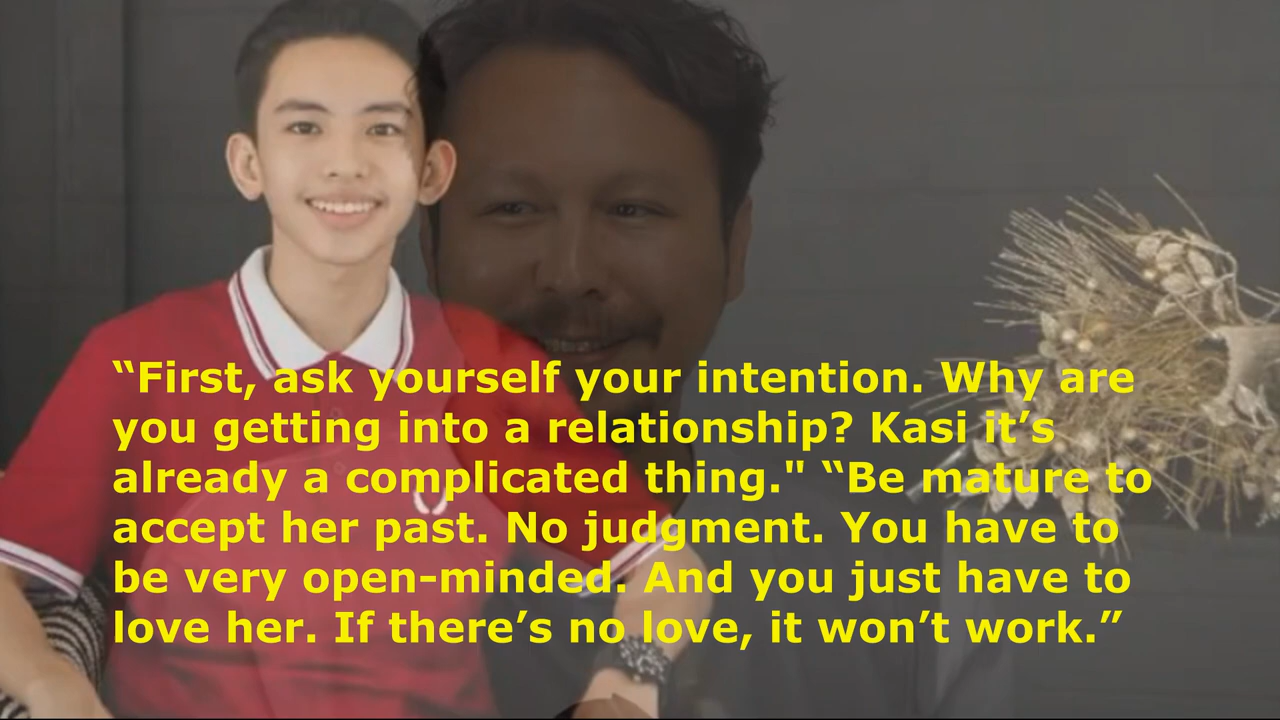 “First, ask yourself your intention. Why are
you getting into a relationship? Kasi it’s
already a complicated thing." “Be mature to
accept her past. No judgment. You have to
be very open-minded. And you just have to
love her. If there’s no love, it won’t work.”